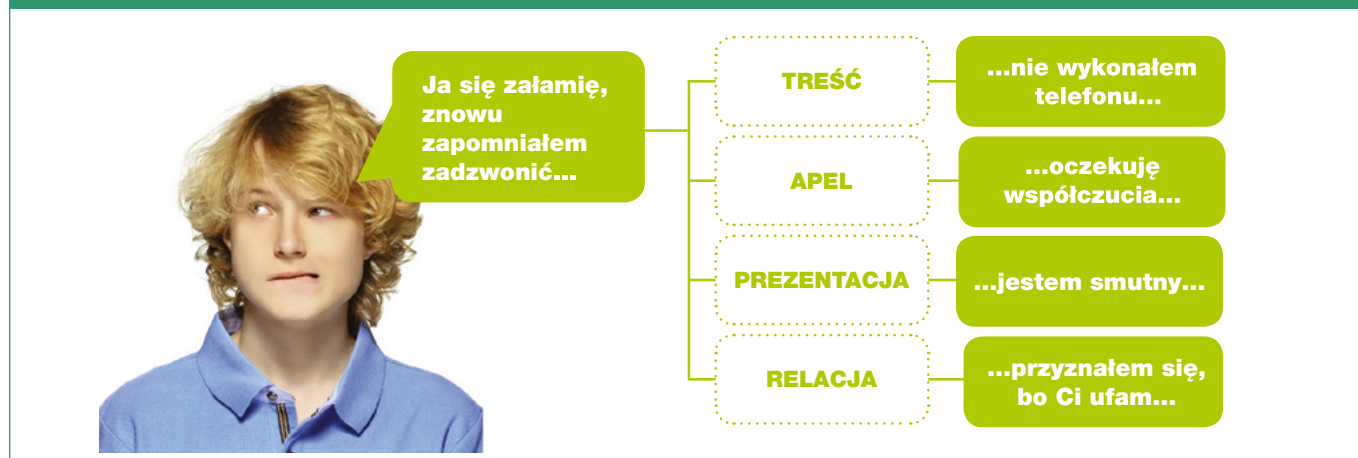 Ja się załamię,
znowu
zapomniałem
zadzwonić...
TREŚĆ
...nie wykonałem
telefonu...
APEL
...oczekuję
współczucia...
PREZENTACJA
...jestem smutny...
RELACJA
...przyznałem się,
bo Ci ufam...